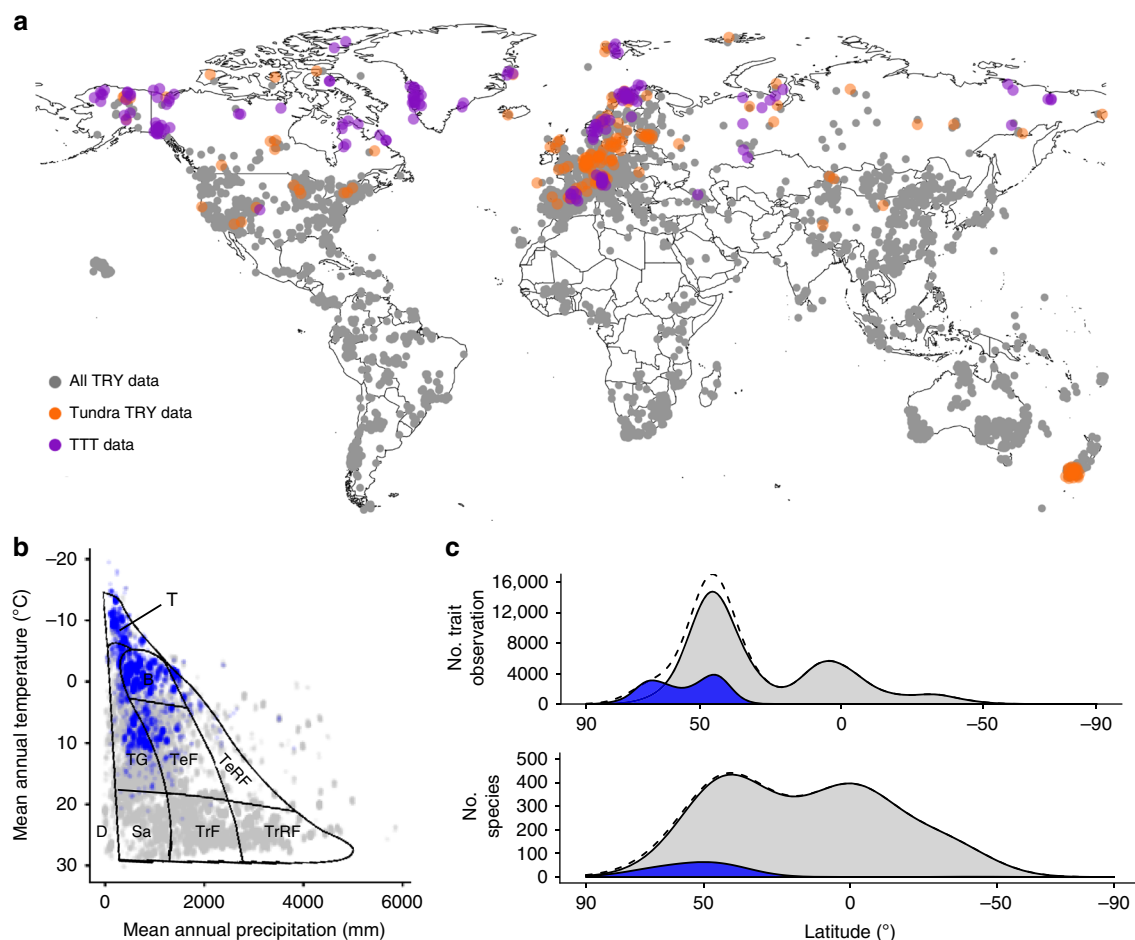 a
All TRY data
Tundra TRY data
TTT data
b
Mean annual temperature (°C)
–20
–10
0
10
20
30
T
B
TG
TeF
TeRF
D
Sa
TrF
TrRF
0
2000
4000
6000
Mean annual precipitation (mm)
c
No. trait
observation
16,000
12,000
8000
4000
0
90
50
0
–50
–90
No.
species
500
400
300
200
100
0
90
50
0
–50
–90
Latitude (°)